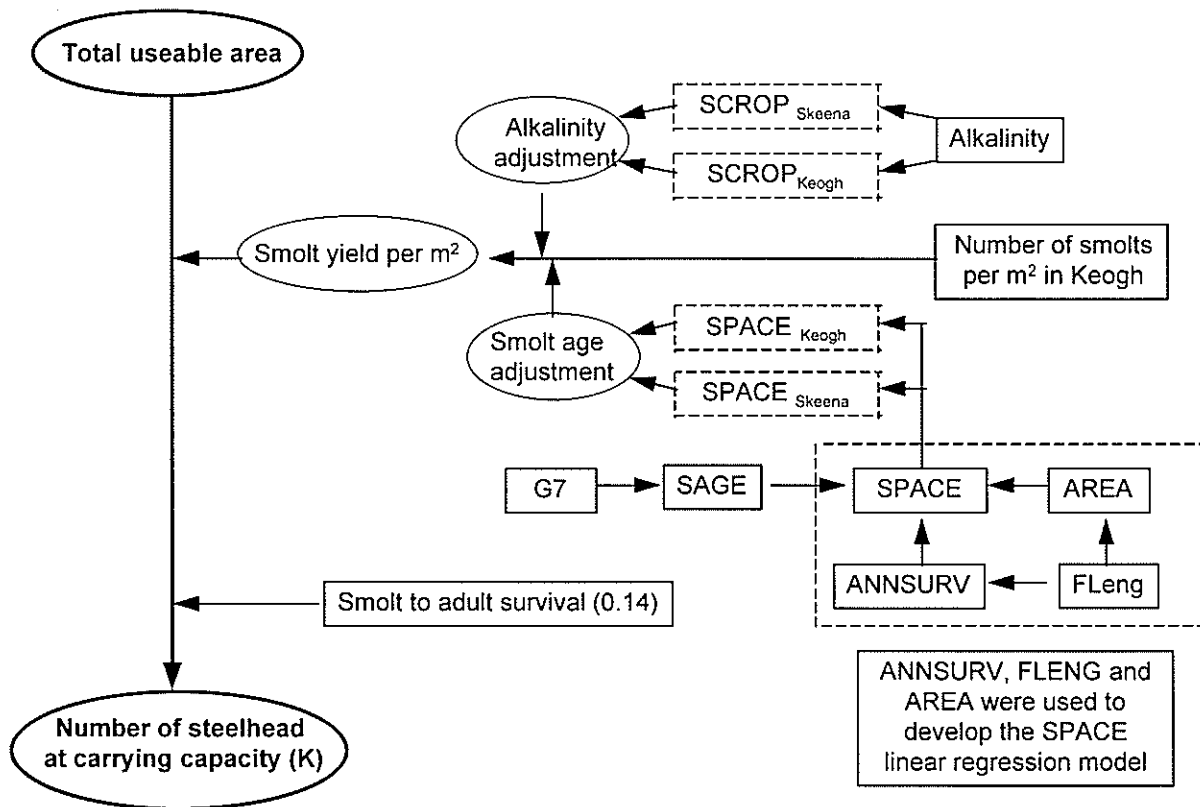 Total useable area
SCROP Skeena
Alkalinity
adjustment
Alkalinity
SCROP Keogh
Smolt yield per m²
Number of smolts
per m² in Keogh
SPACE Keogh
Smolt age
adjustment
SPACE Skeena
G7
SAGE
SPACE
AREA
ANNSURV
FLeng
Smolt to adult survival (0.14)
ANNSURV, FLENG and
AREA were used to
develop the SPACE
linear regression model
Number of steelhead
at carrying capacity (K)